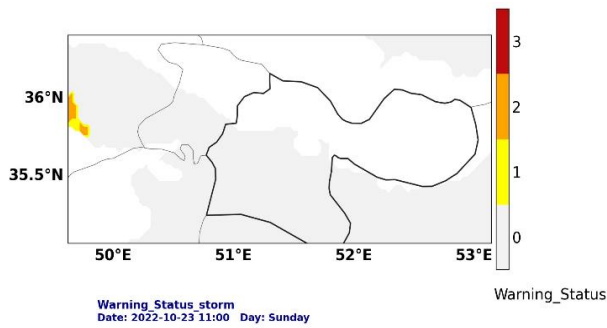 3
36°N
2
1
35.5°N
0
50°E 51°E 52°E 53°E
Warning_Status
Warning_Status_storm
Date: 2022-10-23 11:00 Day: Sunday